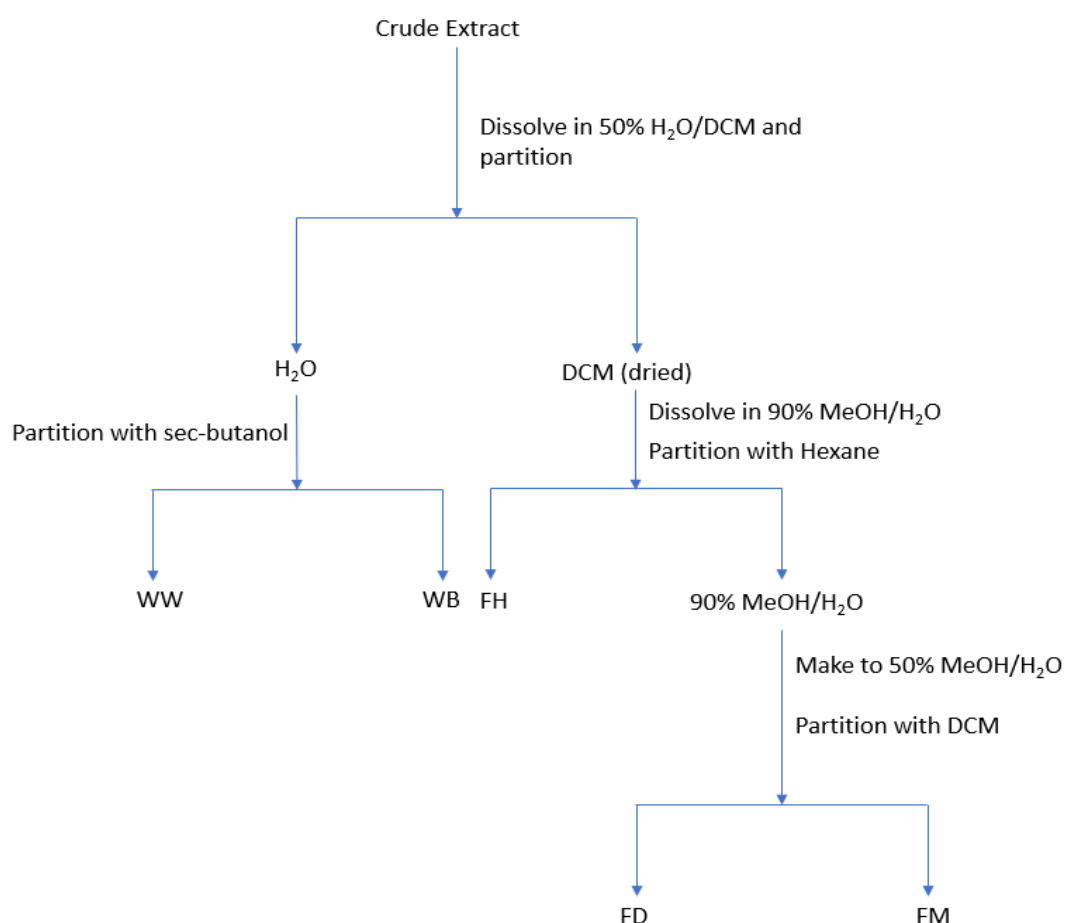 Crude Extract
Dissolve in 50% H₂O/DCM and
partition
H₂O
DCM (dried)
Partition with sec-butanol
Dissolve in 90% MeOH/H₂O
Partition with Hexane
WW
WB
FH
90% MeOH/H₂O
Make to 50% MeOH/H₂O
Partition with DCM
FD
FM